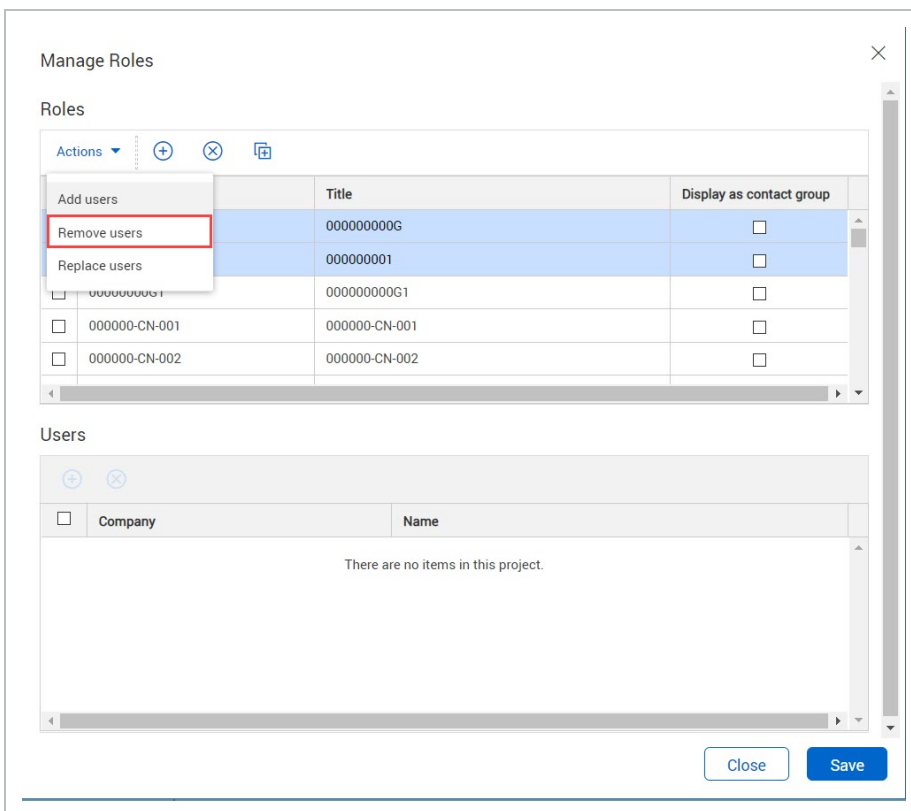 Manage Roles
Roles
Actions
Add users
Remove users
Replace users
Title
Display as contact group
000000000G
000000001
00000000G1
000000000G1
000000-CN-001
000000-CN-001
000000-CN-002
000000-CN-002
Users
Company
Name
There are no items in this project.
Close
Save